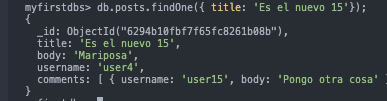 myfirstdbs> db.posts.findOne({ title: 'Es el nuevo 15'});
{
_id: ObjectId("6294b10fbf7f65fc8261b08b"),
title: 'Es el nuevo 15',
body: 'Mariposa',
username: 'user4',
comments: [ { username: 'user15', body: 'Pongo otra cosa' }